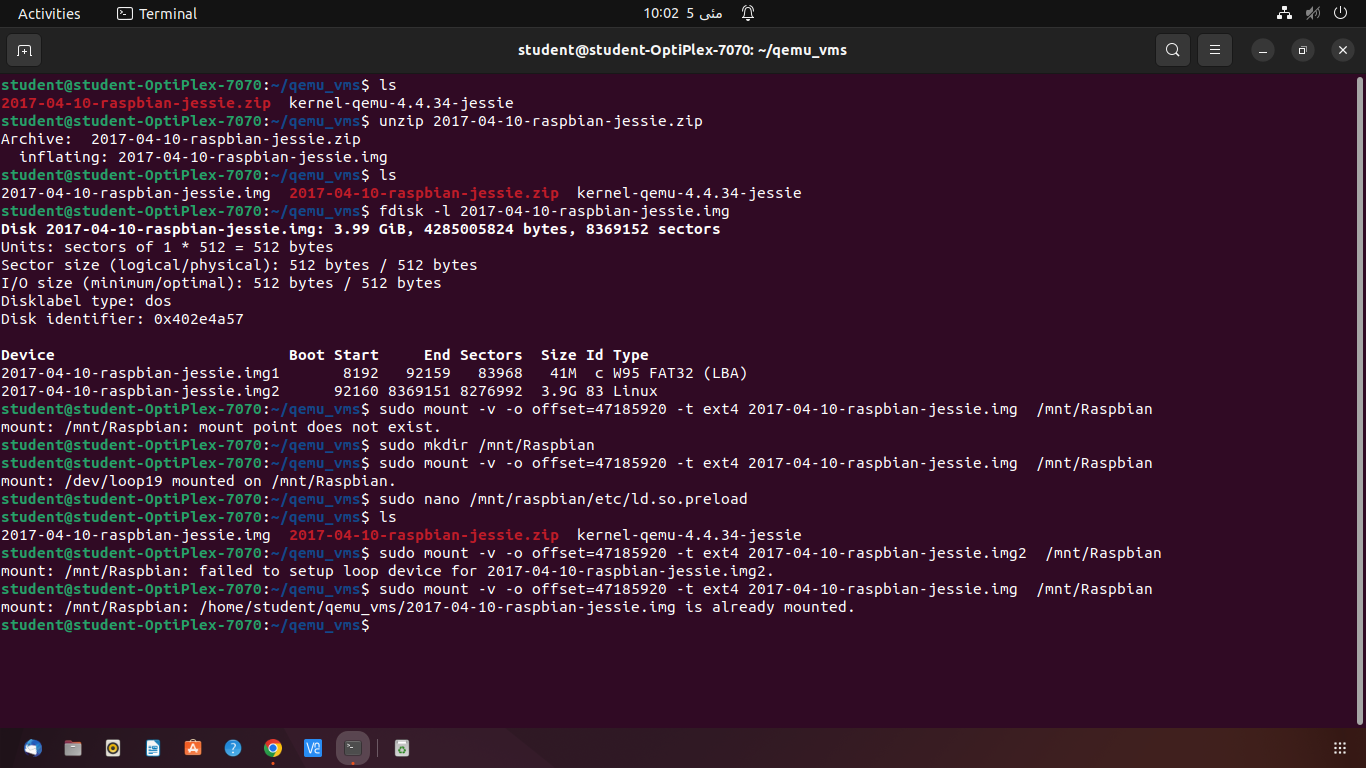 Activities
Terminal
10:02 5 مئی
student@student-OptiPlex-7070: ~/qemu_vms
student@student-OptiPlex-7070:~/qemu_vms$ ls
2017-04-10-raspbian-jessie.zip  kernel-qemu-4.4.34-jessie
student@student-OptiPlex-7070:~/qemu_vms$ unzip 2017-04-10-raspbian-jessie.zip
Archive:  2017-04-10-raspbian-jessie.zip
  inflating: 2017-04-10-raspbian-jessie.img
student@student-OptiPlex-7070:~/qemu_vms$ ls
2017-04-10-raspbian-jessie.img  2017-04-10-raspbian-jessie.zip  kernel-qemu-4.4.34-jessie
student@student-OptiPlex-7070:~/qemu_vms$ fdisk -l 2017-04-10-raspbian-jessie.img
Disk 2017-04-10-raspbian-jessie.img: 3.99 GiB, 4285005824 bytes, 8369152 sectors
Units: sectors of 1 * 512 = 512 bytes
Sector size (logical/physical): 512 bytes / 512 bytes
I/O size (minimum/optimal): 512 bytes / 512 bytes
Disklabel type: dos
Disk identifier: 0x402e4a57
Device                          Boot Start     End Sectors  Size Id Type
2017-04-10-raspbian-jessie.img1       8192   92159   83968   41M  c W95 FAT32 (LBA)
2017-04-10-raspbian-jessie.img2      92160 8369151 8276992  3.9G 83 Linux
student@student-OptiPlex-7070:~/qemu_vms$ sudo mount -v -o offset=47185920 -t ext4 2017-04-10-raspbian-jessie.img  /mnt/Raspbian
mount: /mnt/Raspbian: mount point does not exist.
student@student-OptiPlex-7070:~/qemu_vms$ sudo mkdir /mnt/Raspbian
student@student-OptiPlex-7070:~/qemu_vms$ sudo mount -v -o offset=47185920 -t ext4 2017-04-10-raspbian-jessie.img  /mnt/Raspbian
mount: /dev/loop19 mounted on /mnt/Raspbian.
student@student-OptiPlex-7070:~/qemu_vms$ sudo nano /mnt/raspbian/etc/ld.so.preload
student@student-OptiPlex-7070:~/qemu_vms$ ls
2017-04-10-raspbian-jessie.img  2017-04-10-raspbian-jessie.zip  kernel-qemu-4.4.34-jessie
student@student-OptiPlex-7070:~/qemu_vms$ sudo mount -v -o offset=47185920 -t ext4 2017-04-10-raspbian-jessie.img2  /mnt/Raspbian
mount: /mnt/Raspbian: failed to setup loop device for 2017-04-10-raspbian-jessie.img2.
student@student-OptiPlex-7070:~/qemu_vms$ sudo mount -v -o offset=47185920 -t ext4 2017-04-10-raspbian-jessie.img  /mnt/Raspbian
mount: /mnt/Raspbian: /home/student/qemu_vms/2017-04-10-raspbian-jessie.img is already mounted.
student@student-OptiPlex-7070:~/qemu_vms$